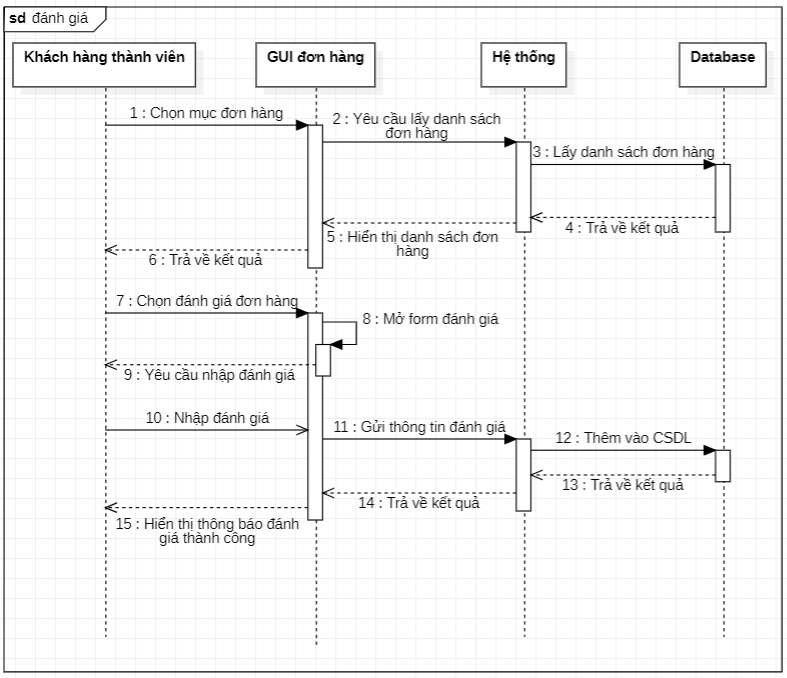 sd đánh giá
Khách hàng thành viên
GUI đơn hàng
Hệ thống
Database
1 : Chọn mục đơn hàng
2 : Yêu cầu lấy danh sách
đơn hàng
3 : Lấy danh sách đơn hàng
4 : Trả về kết quả
5 : Hiển thị danh sách đơn
hàng
6 : Trả về kết quả
7 : Chọn đánh giá đơn hàng
8 : Mở form đánh giá
9 : Yêu cầu nhập đánh giá
10 : Nhập đánh giá
11 : Gửi thông tin đánh giá
12 : Thêm vào CSDL
13 : Trả về kết quả
14 : Trả về kết quả
15 : Hiển thị thông báo đánh
giá thành công